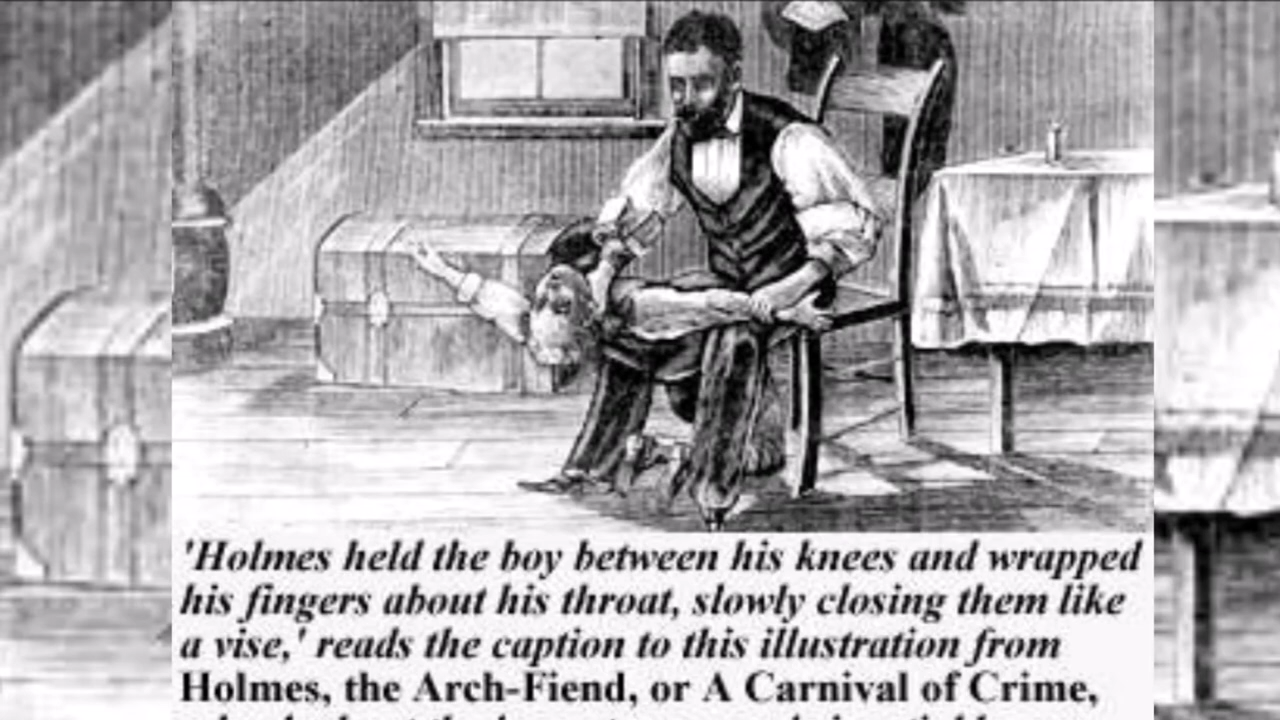 'Holmes held the boy between his knees and wrapped
his fingers about his throat, slowly closing them like
a vise,' reads the caption to this illustration from
Holmes, the Arch-Fiend, or A Carnival of Crime,